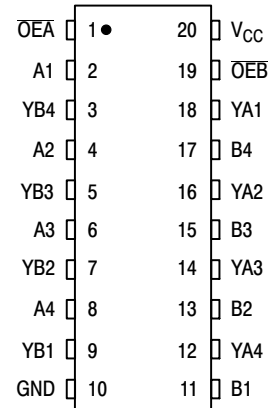 O̅E̅A̅ 1 20 VCC
A1 2 19 O̅E̅B̅
YB4 3 18 YA1
A2 4 17 B4
YB3 5 16 YA2
A3 6 15 B3
YB2 7 14 YA3
A4 8 13 B2
YB1 9 12 YA4
GND 10 11 B1